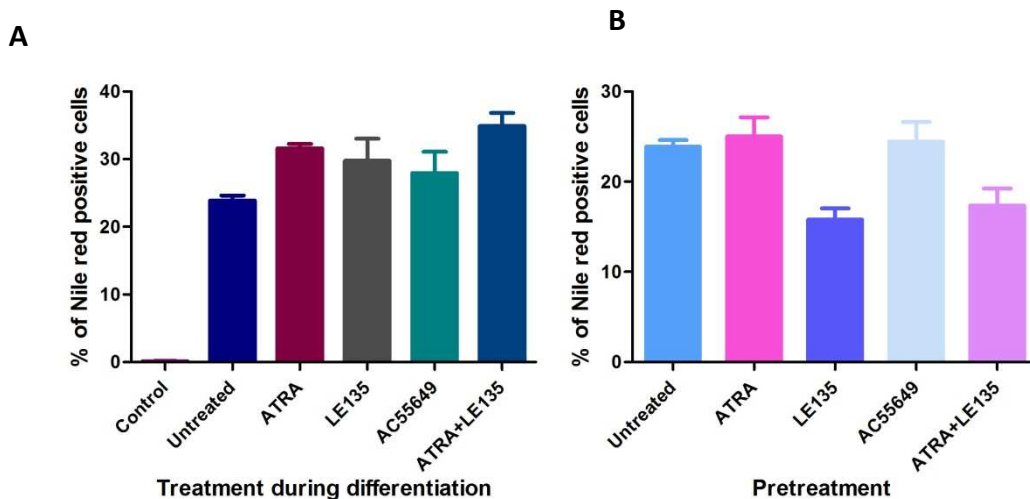 A
% of Nile red positive cells
40
30
20
10
0
Control
Untreated
ATRA
LE135
AC55649
ATRA+LE135
Treatment during differentiation
B
% of Nile red positive cells
30
20
10
0
Untreated
ATRA
LE135
AC55649
ATRA+LE135
Pretreatment